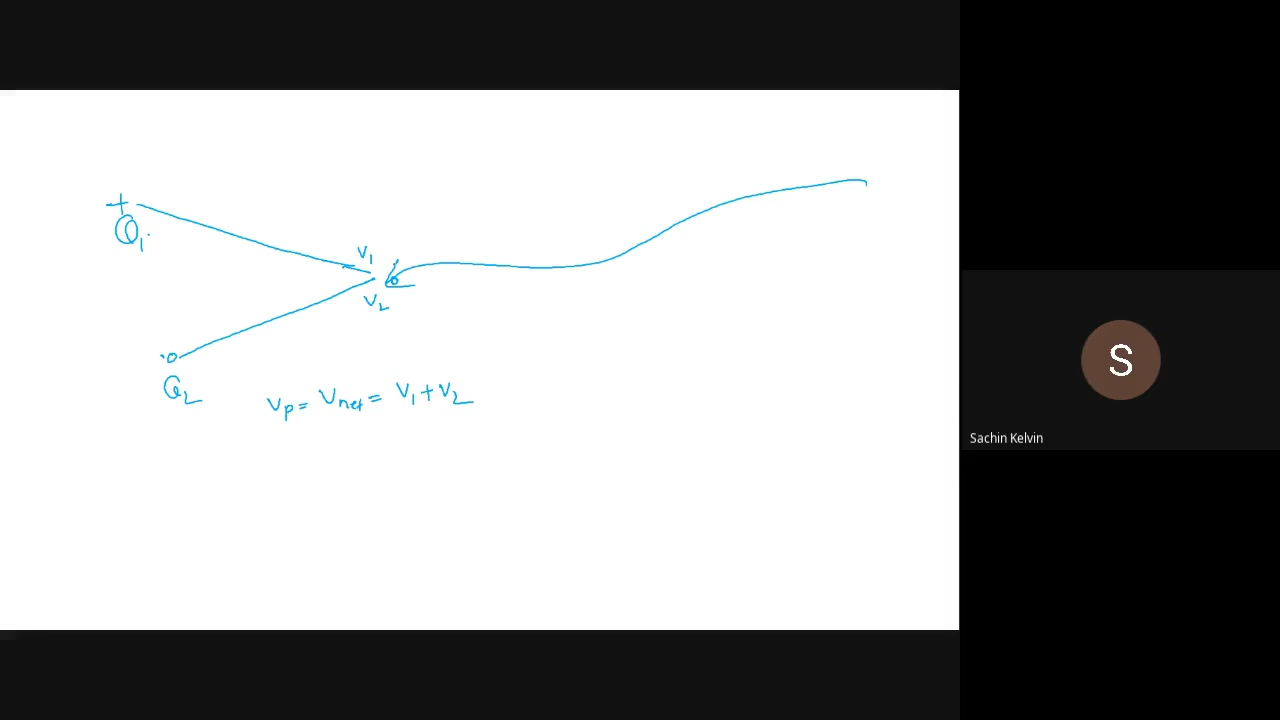 +
Q₁
V₁
V₂
Q₂
Vₚ = Vₙₑₜ = V₁ + V₂
S
Sachin Kelvin